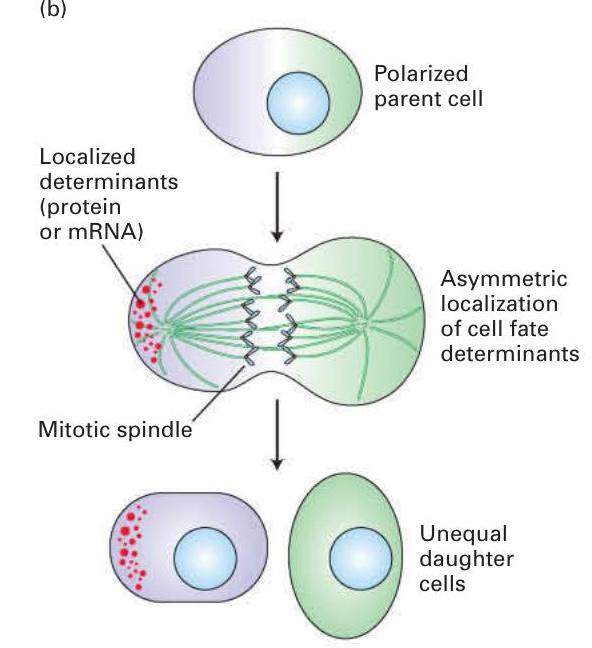 (b)
Polarized
parent cell
Localized
determinants
(protein
or mRNA)
Asymmetric
localization
of cell fate
determinants
Mitotic spindle
Unequal
daughter
cells